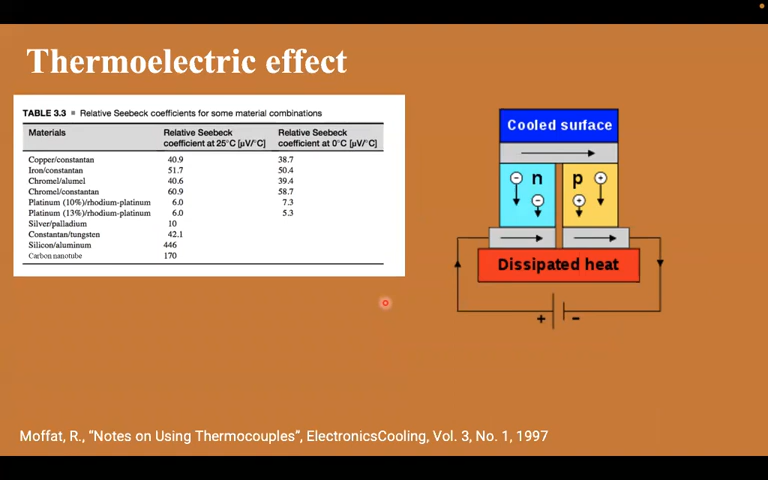 Thermoelectric effect
TABLE 3.3 ■ Relative Seebeck coefficients for some material combinations
Materials Relative Seebeck coefficient at 25°C [µV/°C] Relative Seebeck coefficient at 0°C [µV/°C]
Copper/constantan 40.9 38.7
Iron/constantan 51.7 50.4
Chromel/alumel 40.6 39.4
Chromel/constantan 60.9 58.7
Platinum (10%)/rhodium-platinum 6.0 7.3
Platinum (13%)/rhodium-platinum 6.0 5.3
Silver/palladium 10
Constantan/tungsten 42.1
Silicon/aluminum 446
Carbon nanotube 170
Cooled surface
n p
Dissipated heat
+ −
Moffat, R., “Notes on Using Thermocouples”, ElectronicsCooling, Vol. 3, No. 1, 1997